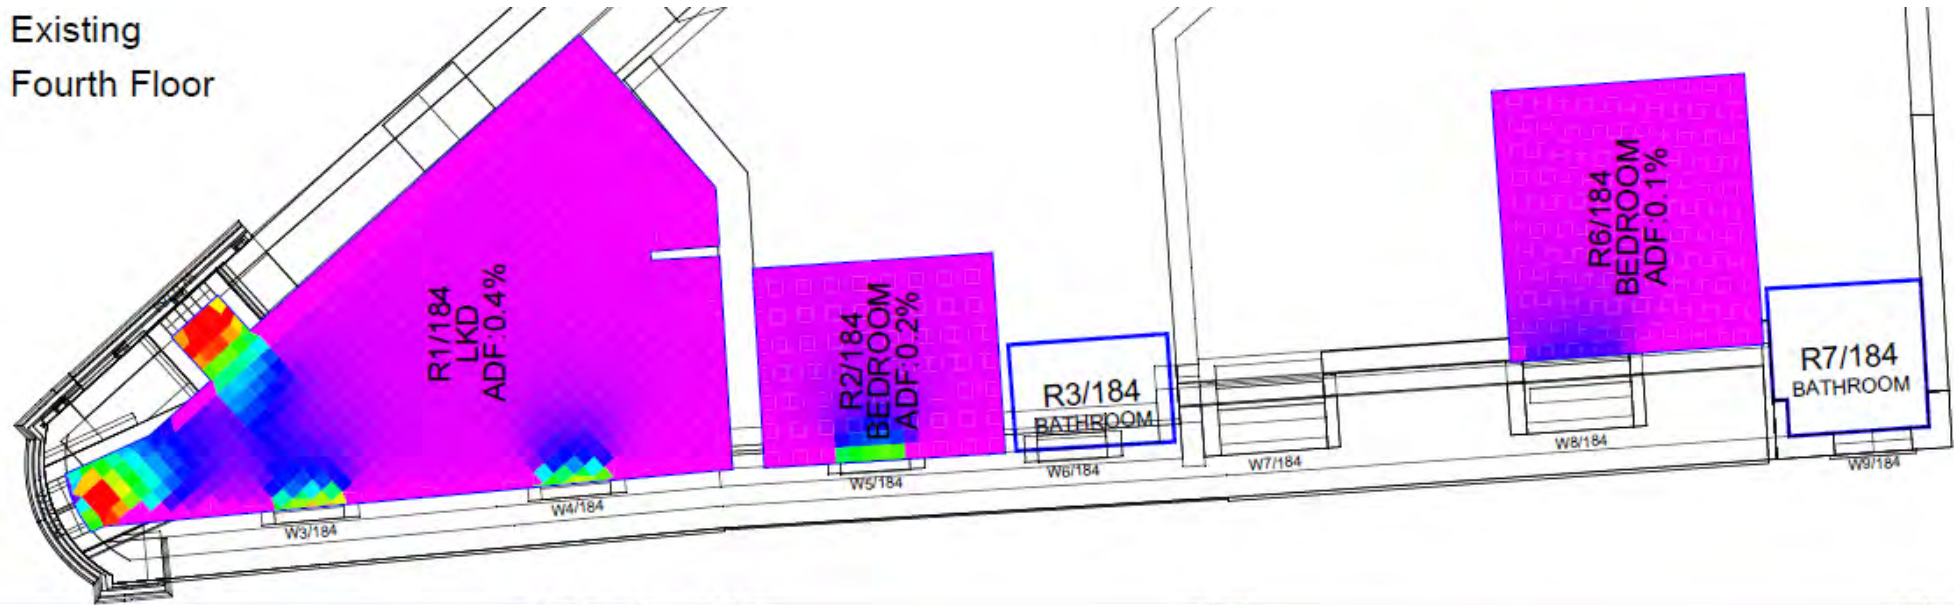 Existing
Fourth Floor
R1/184
LKD
ADF:0.4%
R2/184
BEDROOM
ADF:0.2%
R3/184
BATHROOM
R6/184
BEDROOM
ADF:0.1%
R7/184
BATHROOM
W3/184
W4/184
W5/184
W6/184
W7/184
W8/184
W9/184